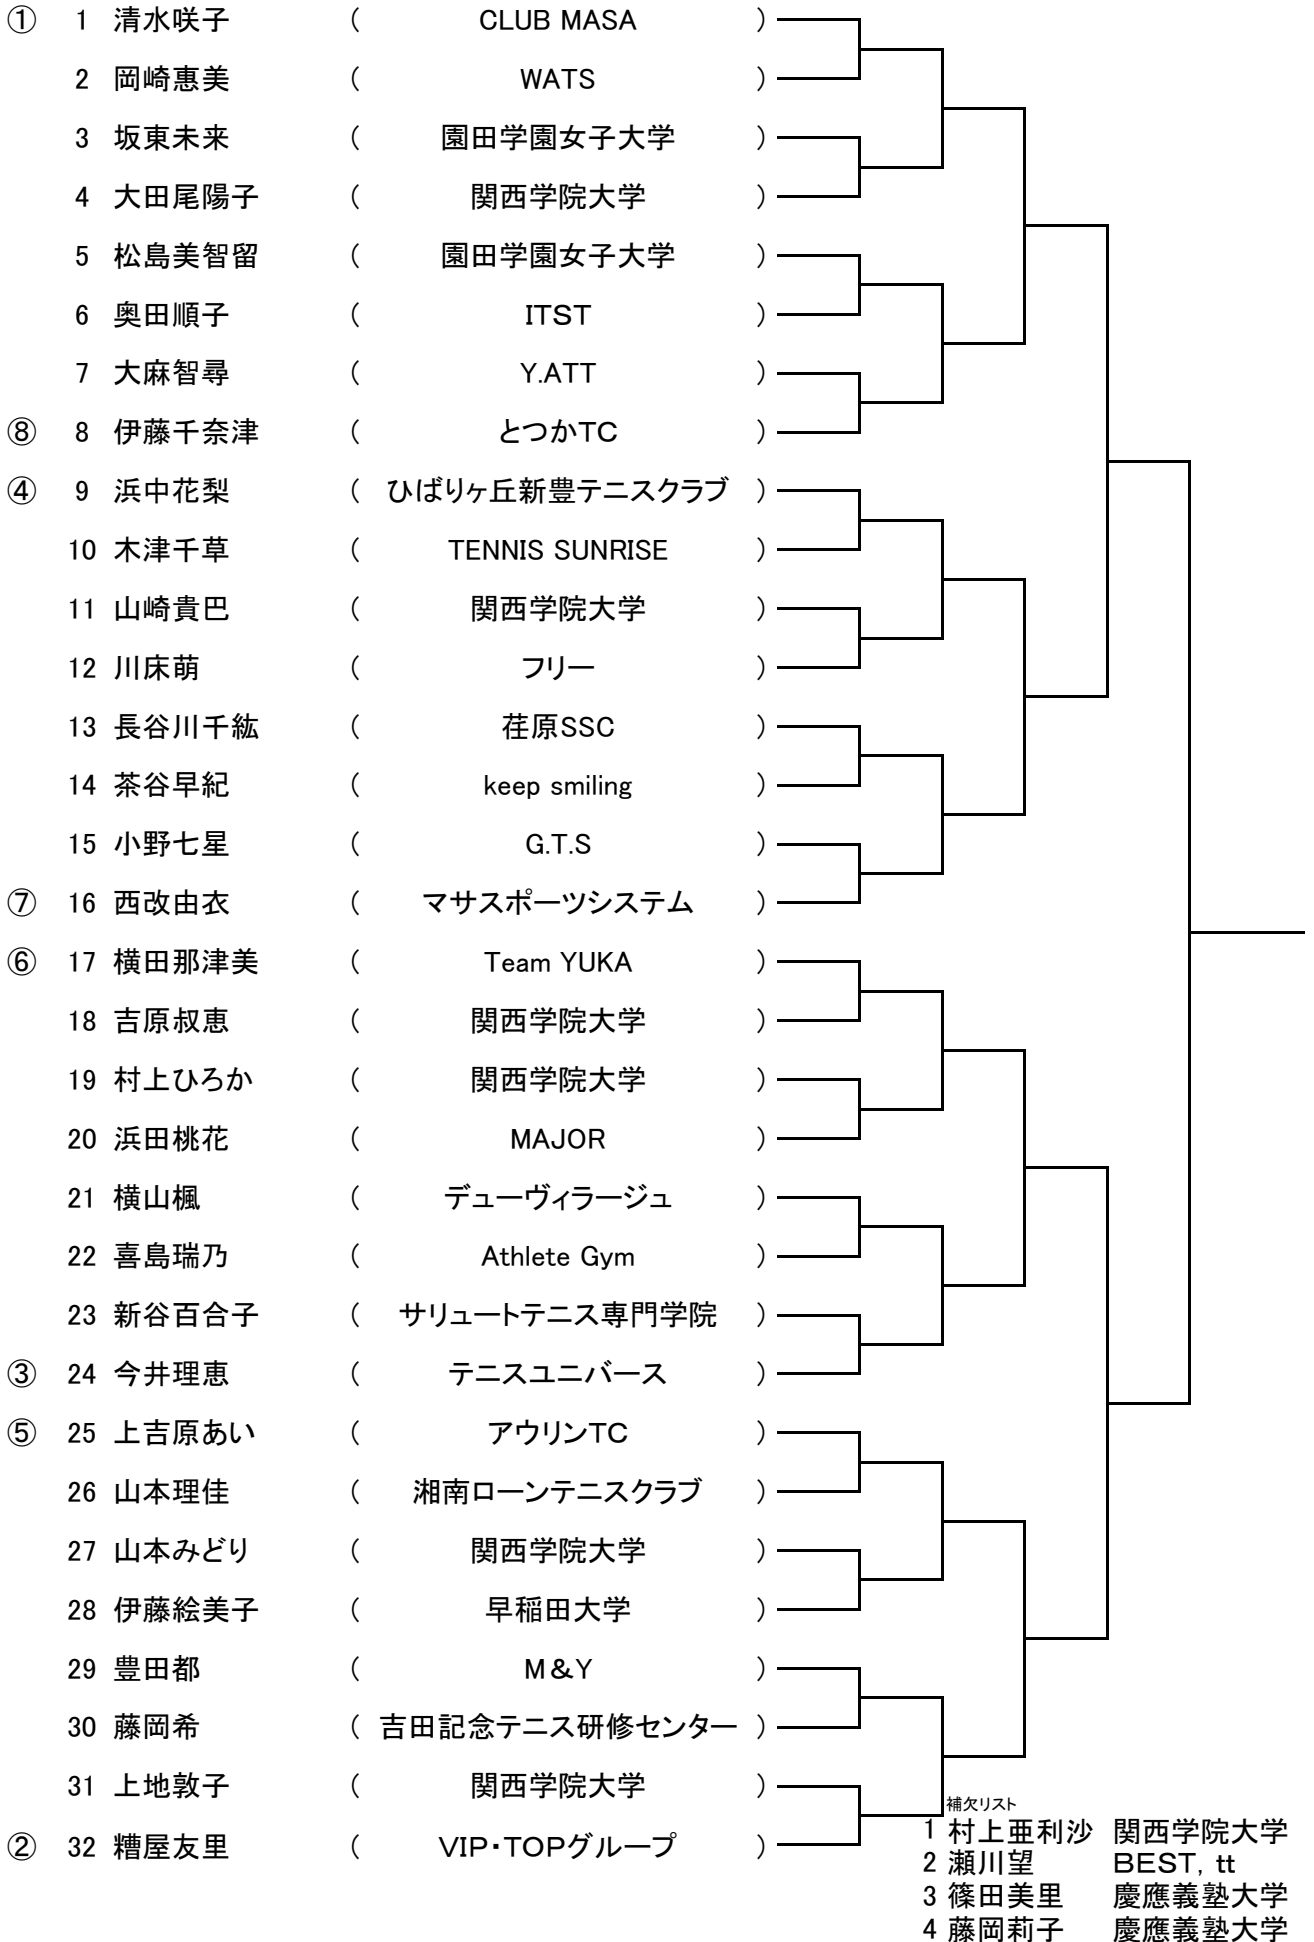 ① 1 清水咲子 ( CLUB MASA )
2 岡崎惠美 ( WATS )
3 坂東未来 ( 園田学園女子大学 )
4 大田尾陽子 ( 関西学院大学 )
5 松島美智留 ( 園田学園女子大学 )
6 奥田順子 ( ITST )
7 大麻智尋 ( Y.ATT )
⑧ 8 伊藤千奈津 ( とつかTC )
④ 9 浜中花梨 ( ひばりヶ丘新豊テニスクラブ )
10 木津千草 ( TENNIS SUNRISE )
11 山崎貴巴 ( 関西学院大学 )
12 川床萌 ( フリー )
13 長谷川千紘 ( 荏原SSC )
14 茶谷早紀 ( keep smiling )
15 小野七星 ( G.T.S )
⑦ 16 西改由衣 ( マサスポーツシステム )
⑥ 17 横田那津美 ( Team YUKA )
18 吉原叔恵 ( 関西学院大学 )
19 村上ひろか ( 関西学院大学 )
20 浜田桃花 ( MAJOR )
21 横山楓 ( デューヴィラージュ )
22 喜島瑞乃 ( Athlete Gym )
23 新谷百合子 ( サリュートテニス専門学院 )
③ 24 今井理恵 ( テニスユニバース )
⑤ 25 上吉原あい ( アウリンTC )
26 山本理佳 ( 湘南ローンテニスクラブ )
27 山本みどり ( 関西学院大学 )
28 伊藤絵美子 ( 早稲田大学 )
29 豊田都 ( M&Y )
30 藤岡希 ( 吉田記念テニス研修センター )
31 上地敦子 ( 関西学院大学 )
② 32 糟屋友里 ( VIP・TOPグループ )
補欠リスト
1 村上亜利沙 関西学院大学
2 瀬川望 BEST, tt
3 篠田美里 慶應義塾大学
4 藤岡莉子 慶應義塾大学